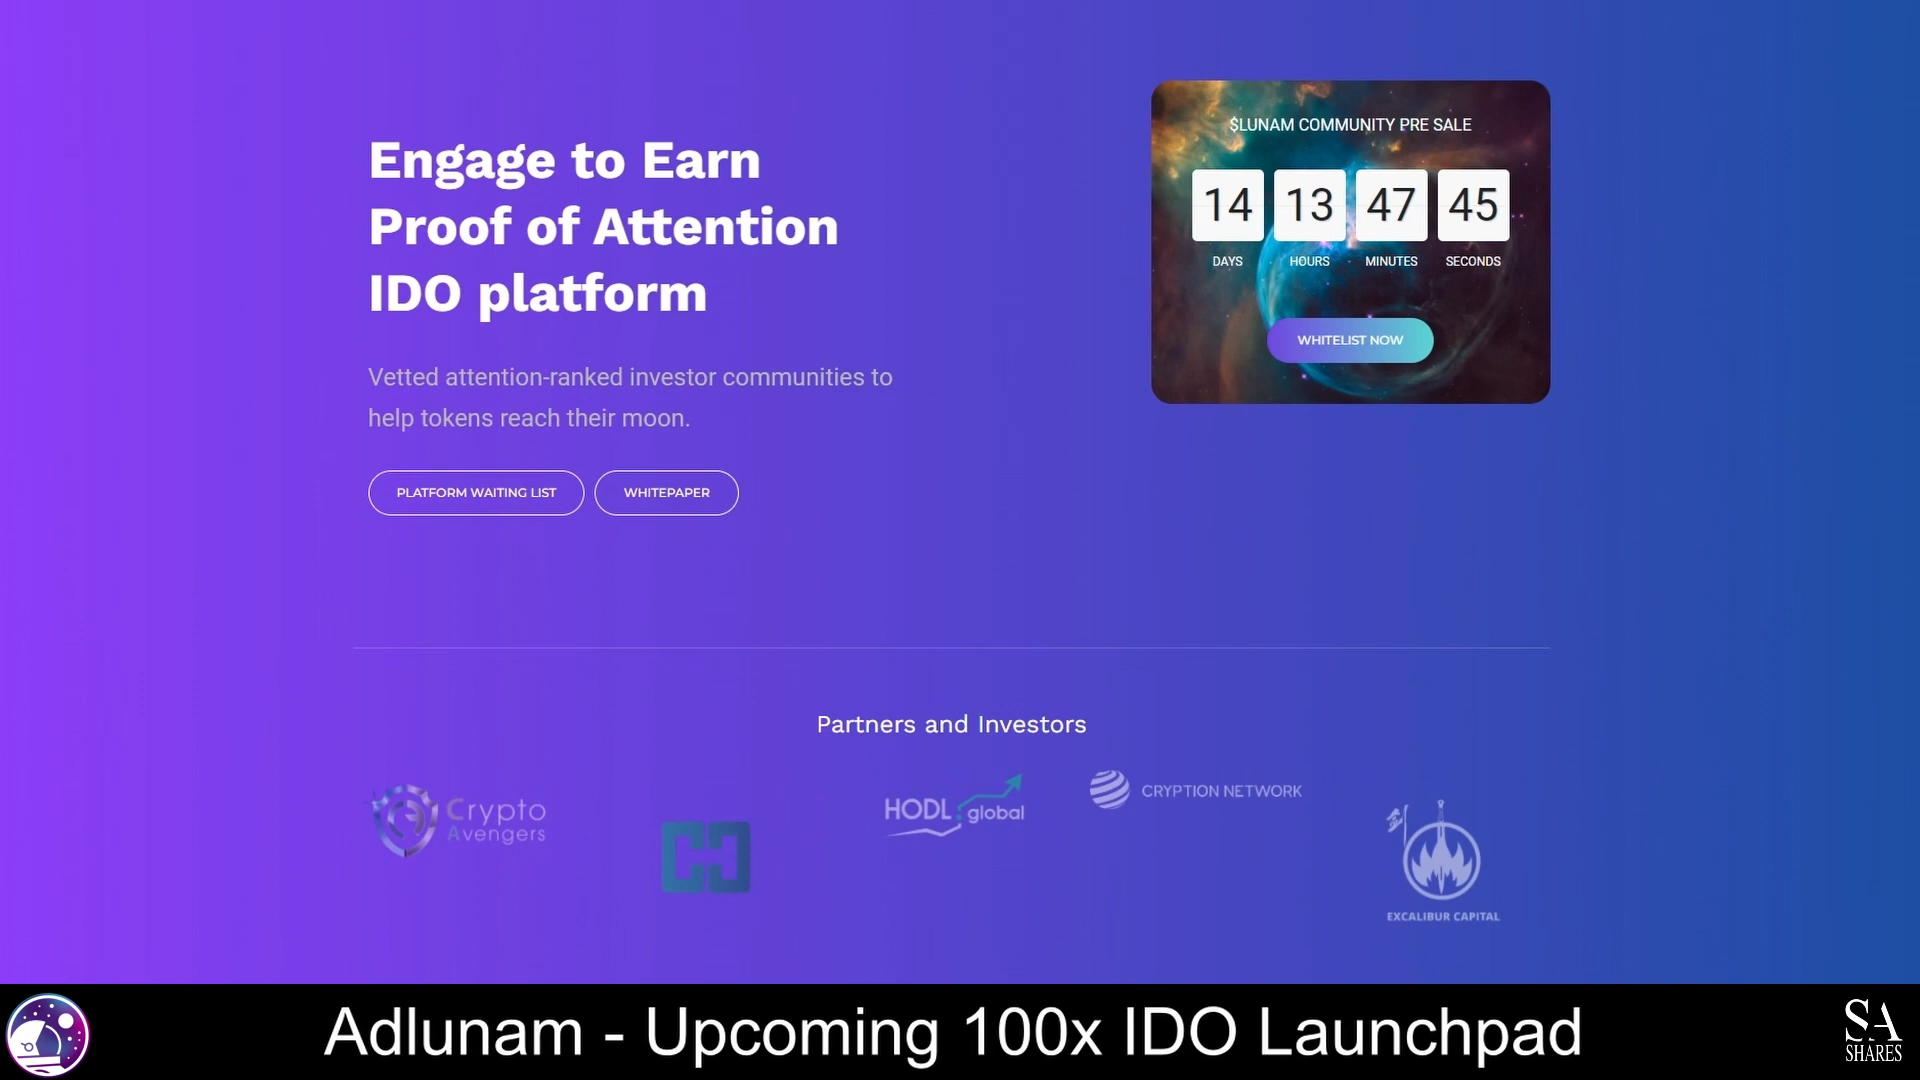 Engage to Earn
Proof of Attention
IDO platform
Vetted attention-ranked investor communities to
help tokens reach their moon.
PLATFORM WAITING LIST
WHITEPAPER
$LUNAM COMMUNITY PRE SALE
14 13 47 45
DAYS HOURS MINUTES SECONDS
WHITELIST NOW
Partners and Investors
Crypto
Avengers
HODL global
CRYPTION NETWORK
EXCALIBUR CAPITAL
Adlunam - Upcoming 100x IDO Launchpad
SA
SHARES